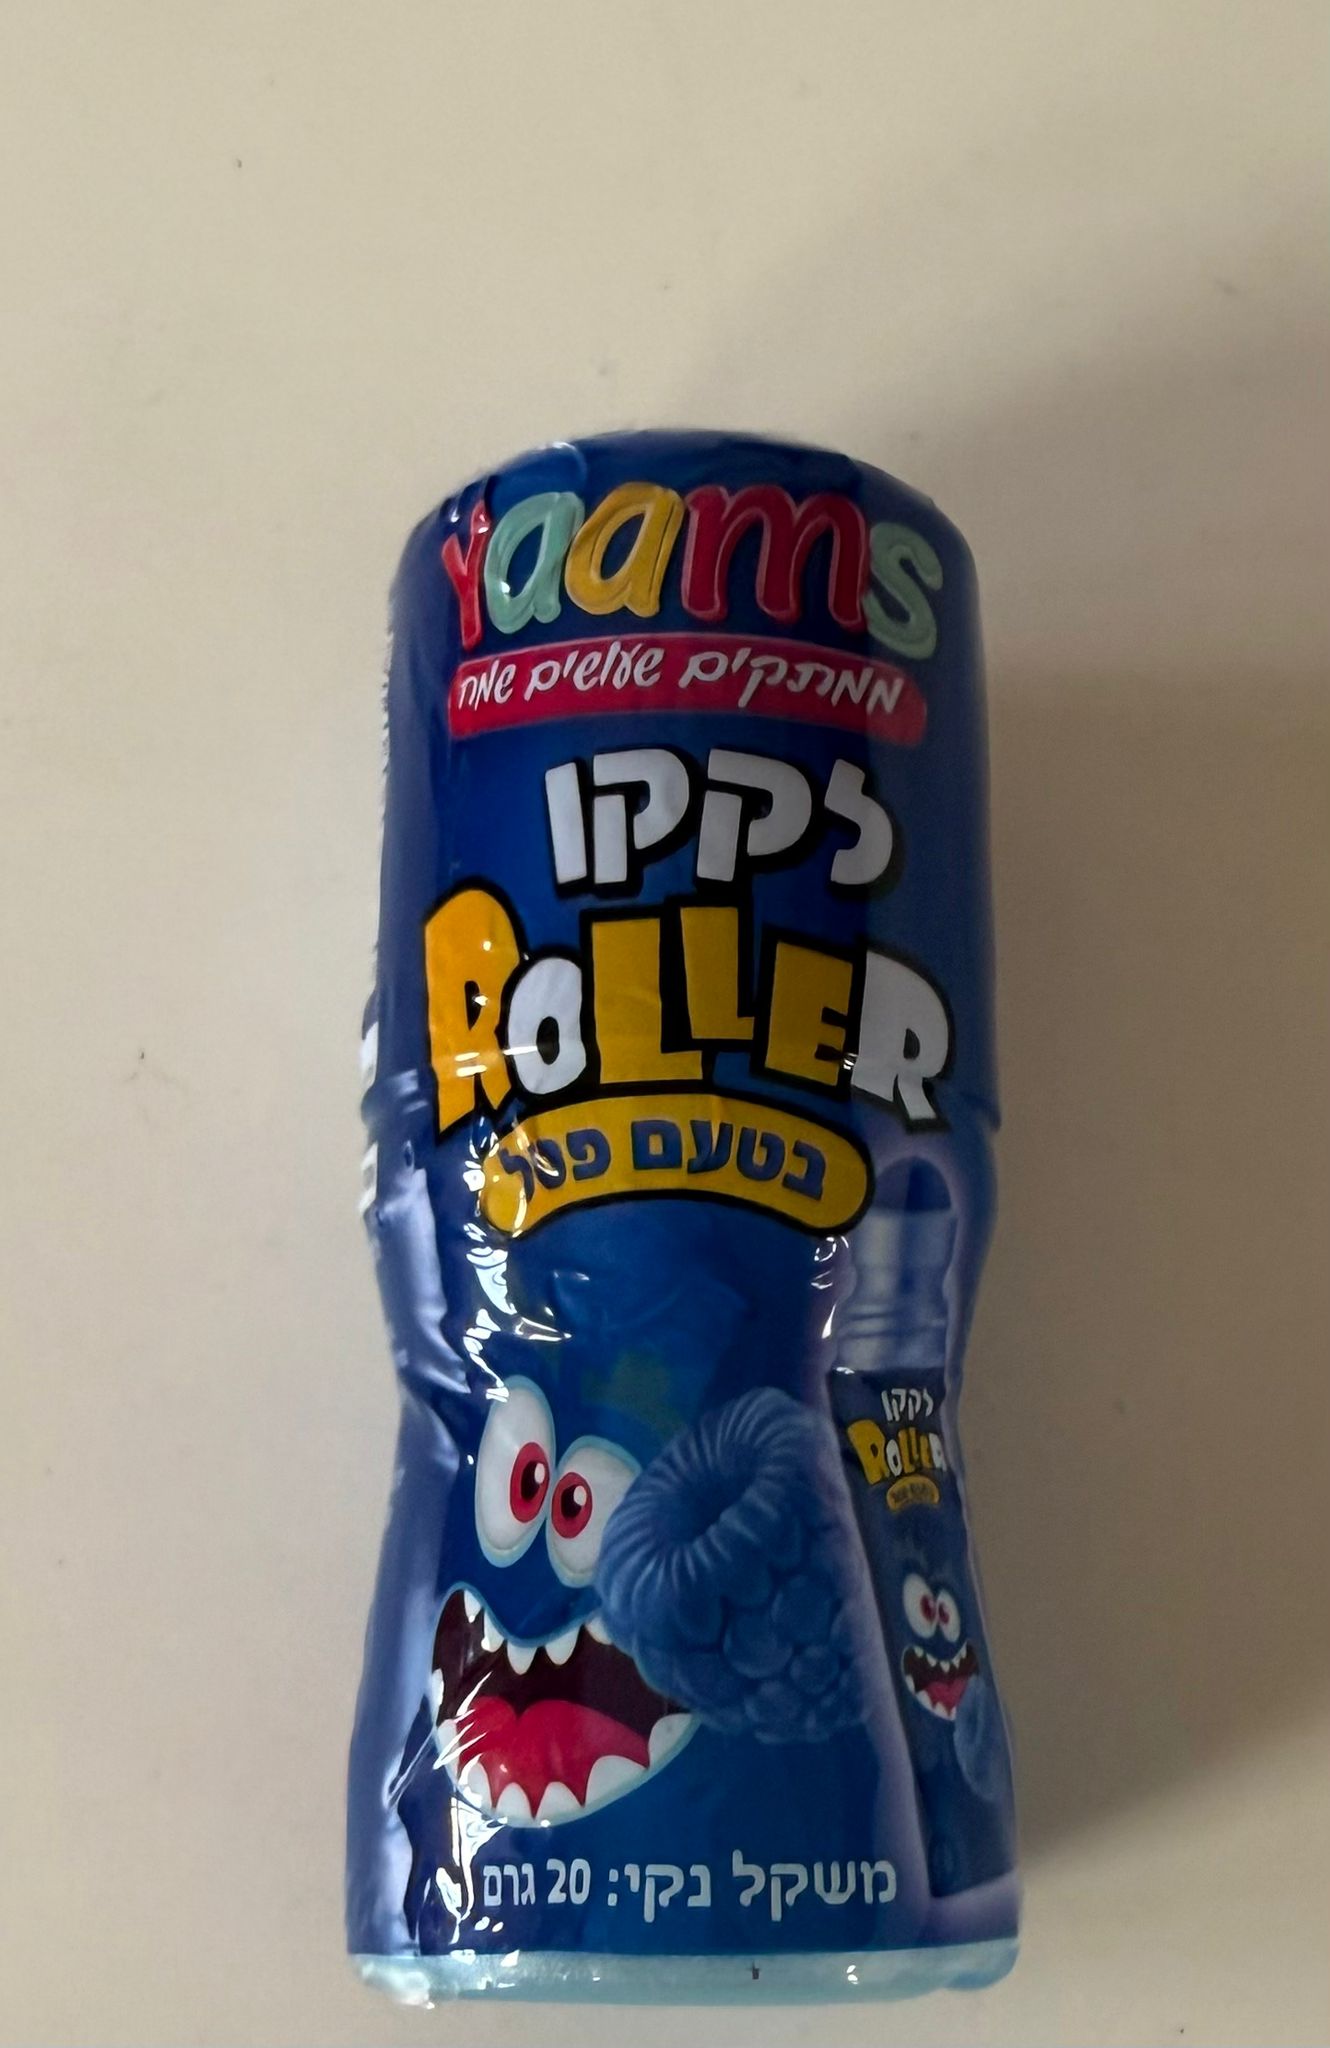 Yaams
ממתקים שעושים שמח
לקקו
ROLLER
בטעם פטל
לקקו
ROLLER
משקל נקי: 20 גרם